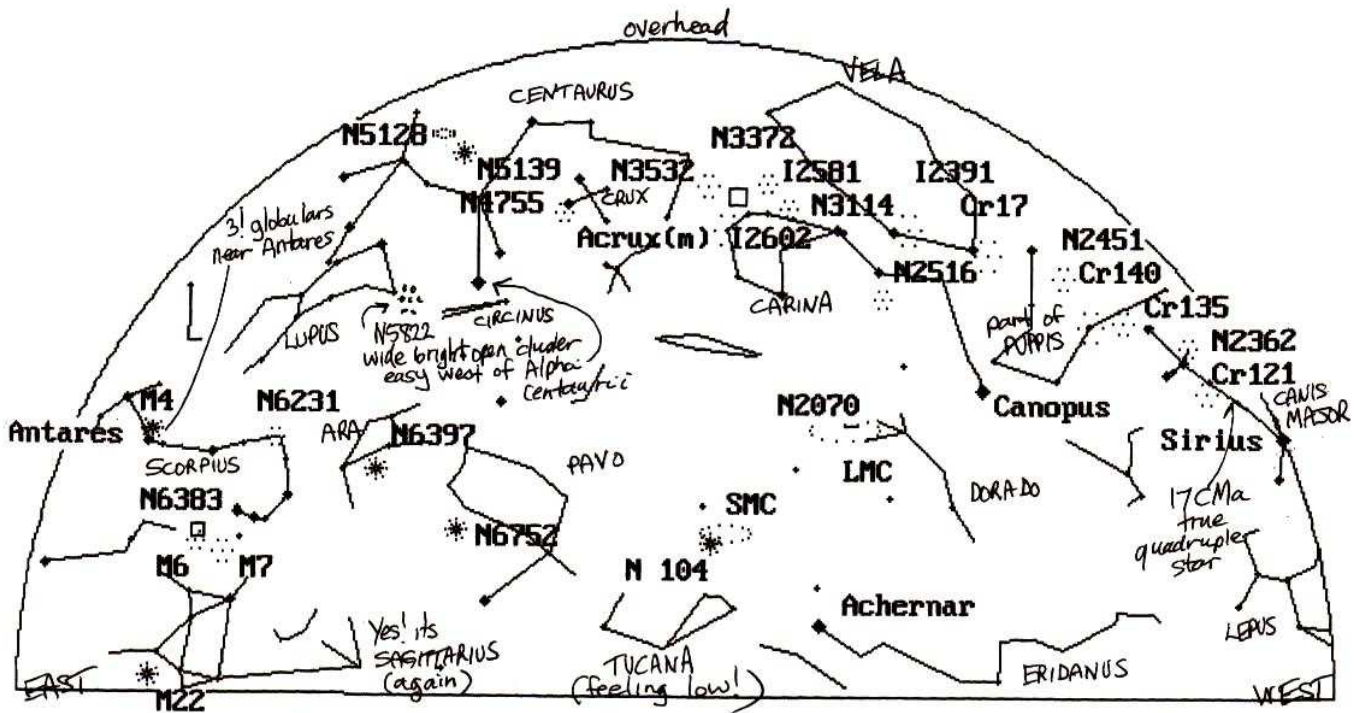 overhead
VELA
CENTAURUS
N5128
N3372
N5139
N3532
I2581
I2391
N4755
CRUX
N3114
Cr17
3! globulars
near Antares
Acrux(m)
I2602
N2451
N2516
Cr140
CARINA
Cr135
LUPUS
N5822
CIRCINUS
part of
PUPPIS
N2362
wide bright open cluster
easy west of Alpha
Centauri
Cr121
CANIS
MAJOR
M4
N6231
N2070
Canopus
Antares
ARA
N6397
Sirius
SCORPIUS
PAVO
LMC
DORADO
N6383
SMC
17 CMa
true
quadruple
star
N6752
M6
M7
N 104
Achernar
LEPUS
Yes! its
SAGITTARIUS
(again)
TUCANA
(feeling low!)
ERIDANUS
EAST
WEST
M22